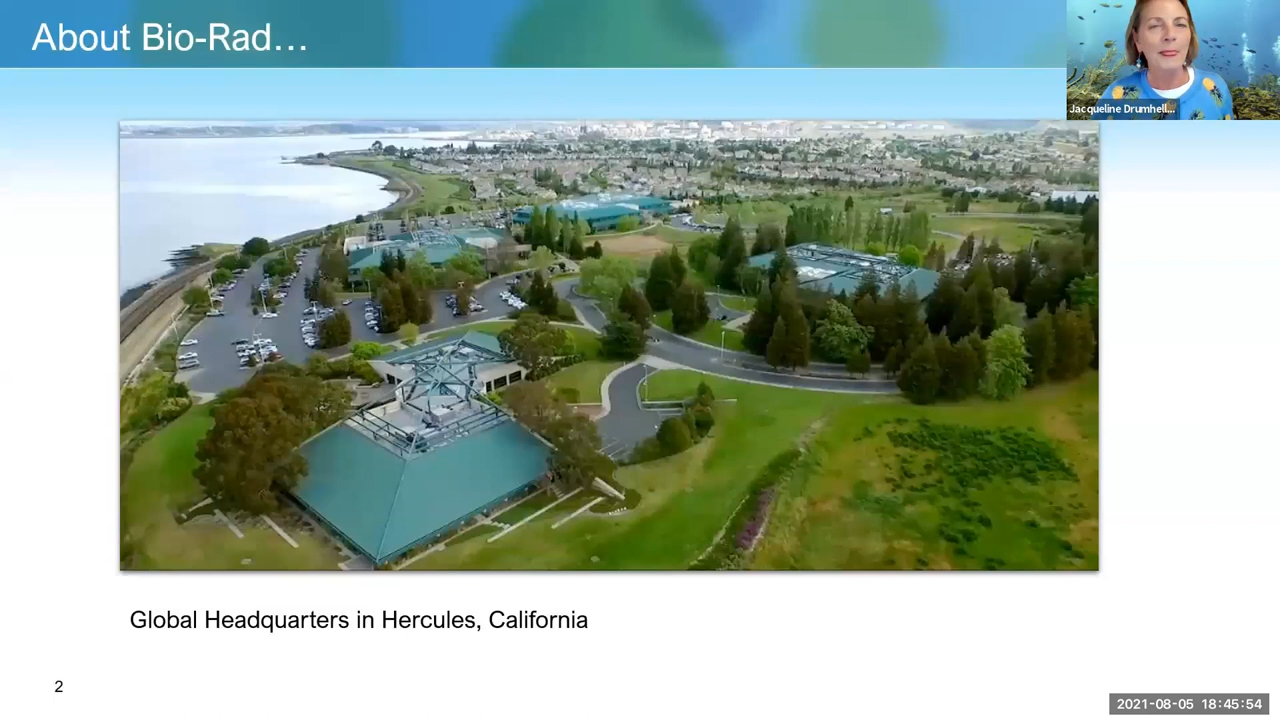 About Bio-Rad…
Jacqueline Drumhell...
Global Headquarters in Hercules, California
2
2021-08-05 18:45:54